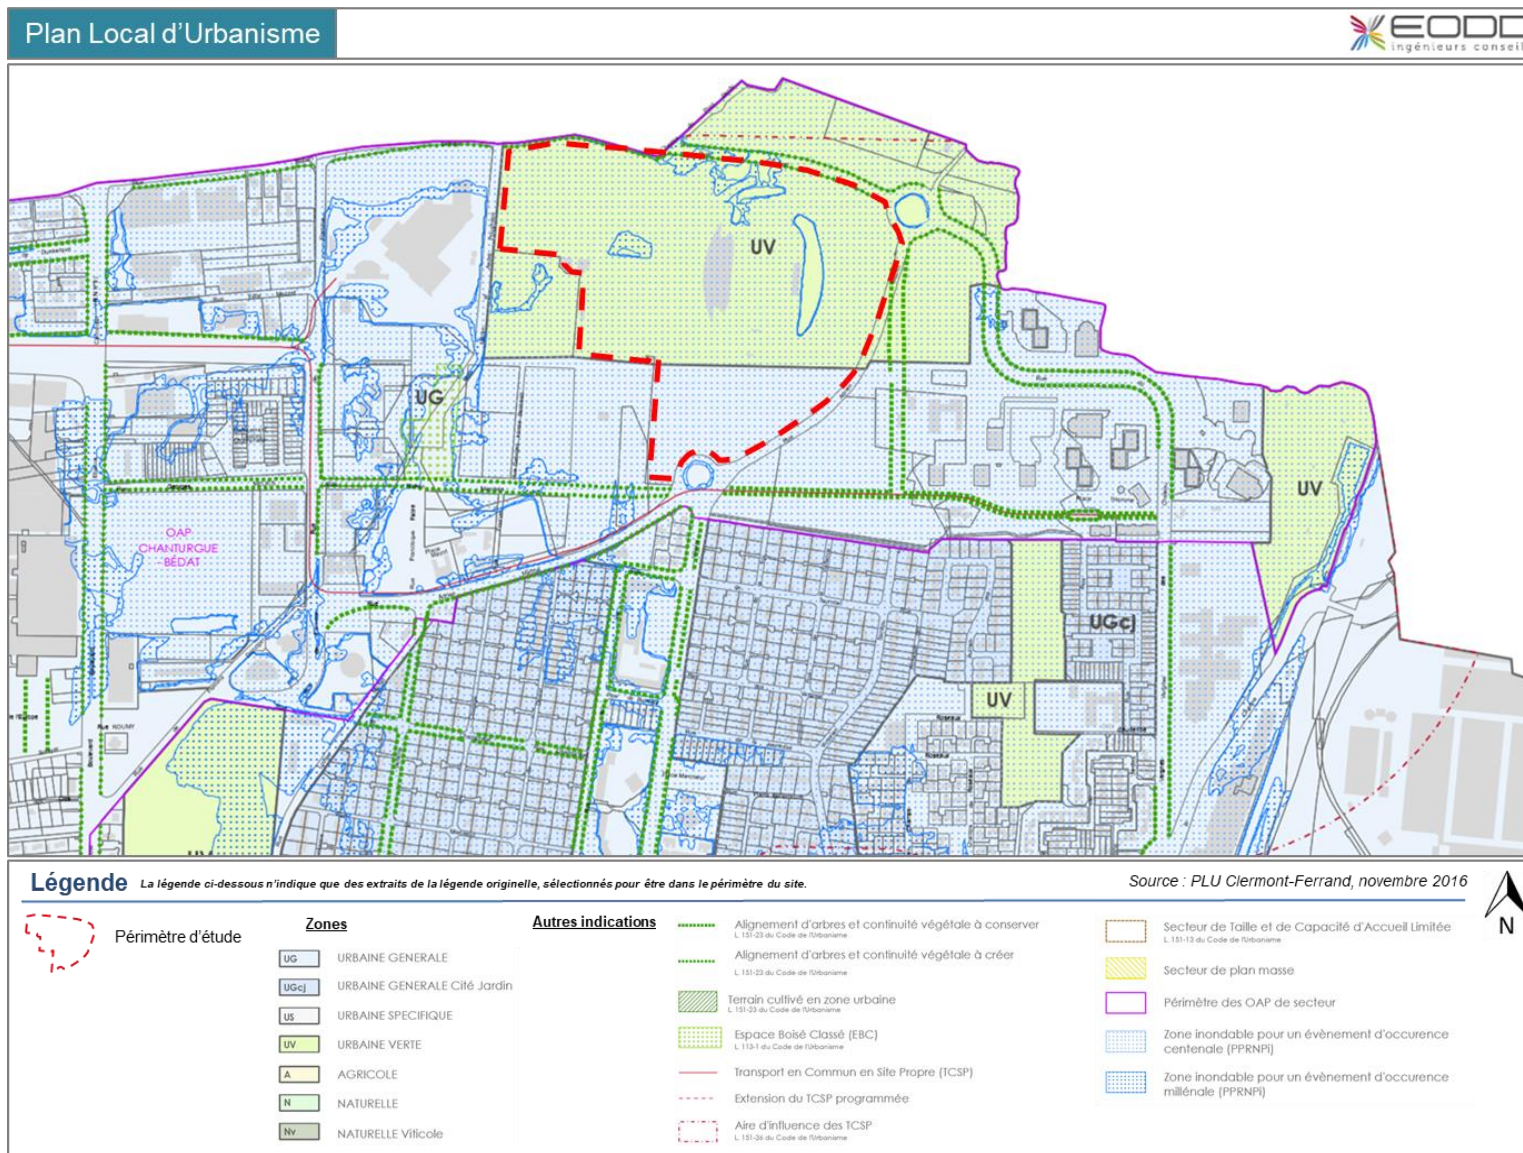 Plan Local d'Urbanisme
EODD
ingénieurs conseil
UV
UG
OAP
CHANTURGUE
- BÉDAT
UV
UGcj
UV
Rue KOUMY
UV
Légende
La légende ci-dessous n'indique que des extraits de la légende originelle, sélectionnés pour être dans le périmètre du site.
Source : PLU Clermont-Ferrand, novembre 2016
N
Périmètre d'étude
Zones
UG URBAINE GENERALE
UGcj URBAINE GENERALE Cité Jardin
US URBAINE SPECIFIQUE
UV URBAINE VERTE
A AGRICOLE
N NATURELLE
Nv NATURELLE Viticole
Autres indications
Alignement d'arbres et continuité végétale à conserver
L. 151-23 du Code de l'Urbanisme
Alignement d'arbres et continuité végétale à créer
L. 151-23 du Code de l'Urbanisme
Terrain cultivé en zone urbaine
L. 151-23 du Code de l'Urbanisme
Espace Boisé Classé (EBC)
L. 113-1 du Code de l'Urbanisme
Transport en Commun en Site Propre (TCSP)
Extension du TCSP programmée
Aire d'influence des TCSP
L. 151-36 du Code de l'Urbanisme
Secteur de Taille et de Capacité d'Accueil Limitée
L. 151-13 du Code de l'Urbanisme
Secteur de plan masse
Périmètre des OAP de secteur
Zone inondable pour un évènement d'occurence
centenale (PPRNPi)
Zone inondable pour un évènement d'occurence
millénale (PPRNPi)